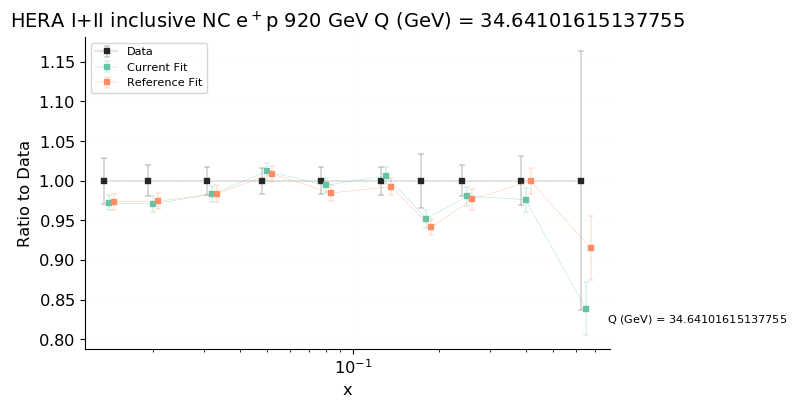 HERA I+II inclusive NC e⁺p 920 GeV Q (GeV) = 34.64101615137755
Data
Current Fit
Reference Fit
Ratio to Data
1.15
1.10
1.05
1.00
0.95
0.90
0.85
0.80
Q (GeV) = 34.64101615137755
10⁻¹
x